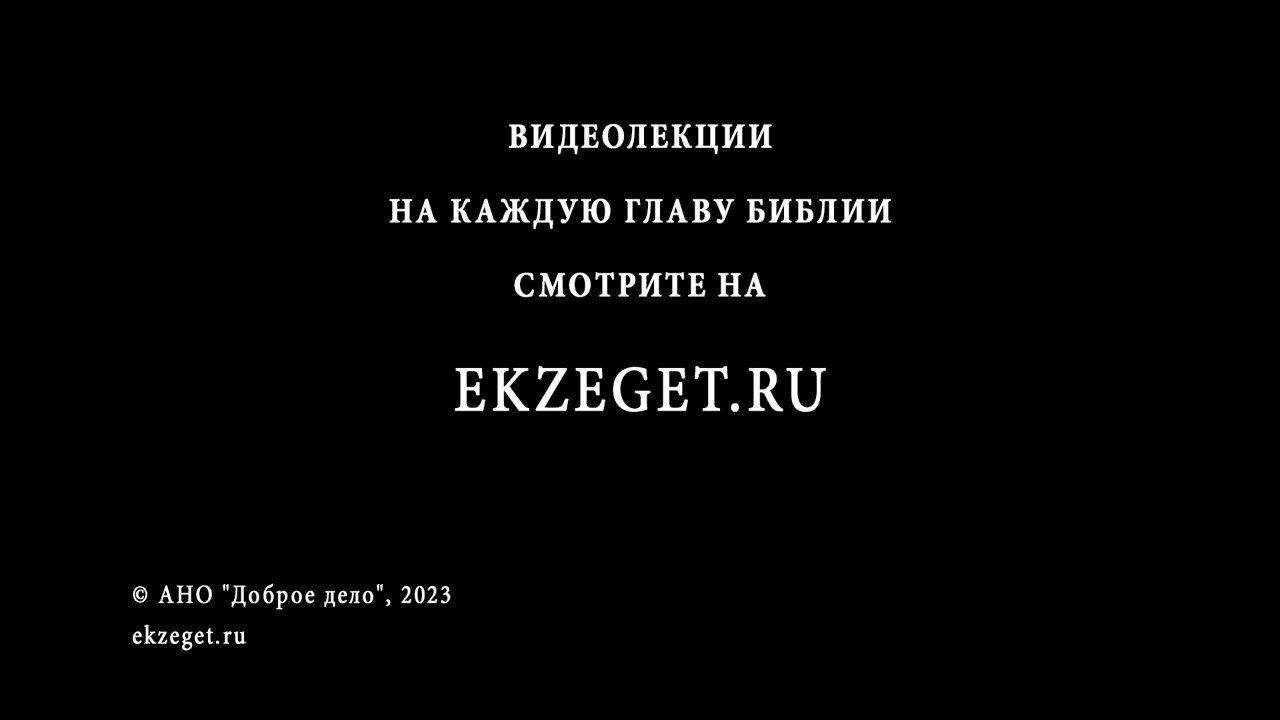 ВИДЕОЛЕКЦИИ
НА КАЖДУЮ ГЛАВУ БИБЛИИ
СМОТРИТЕ НА
EKZEGET.RU
© АНО "Доброе дело", 2023
ekzeget.ru